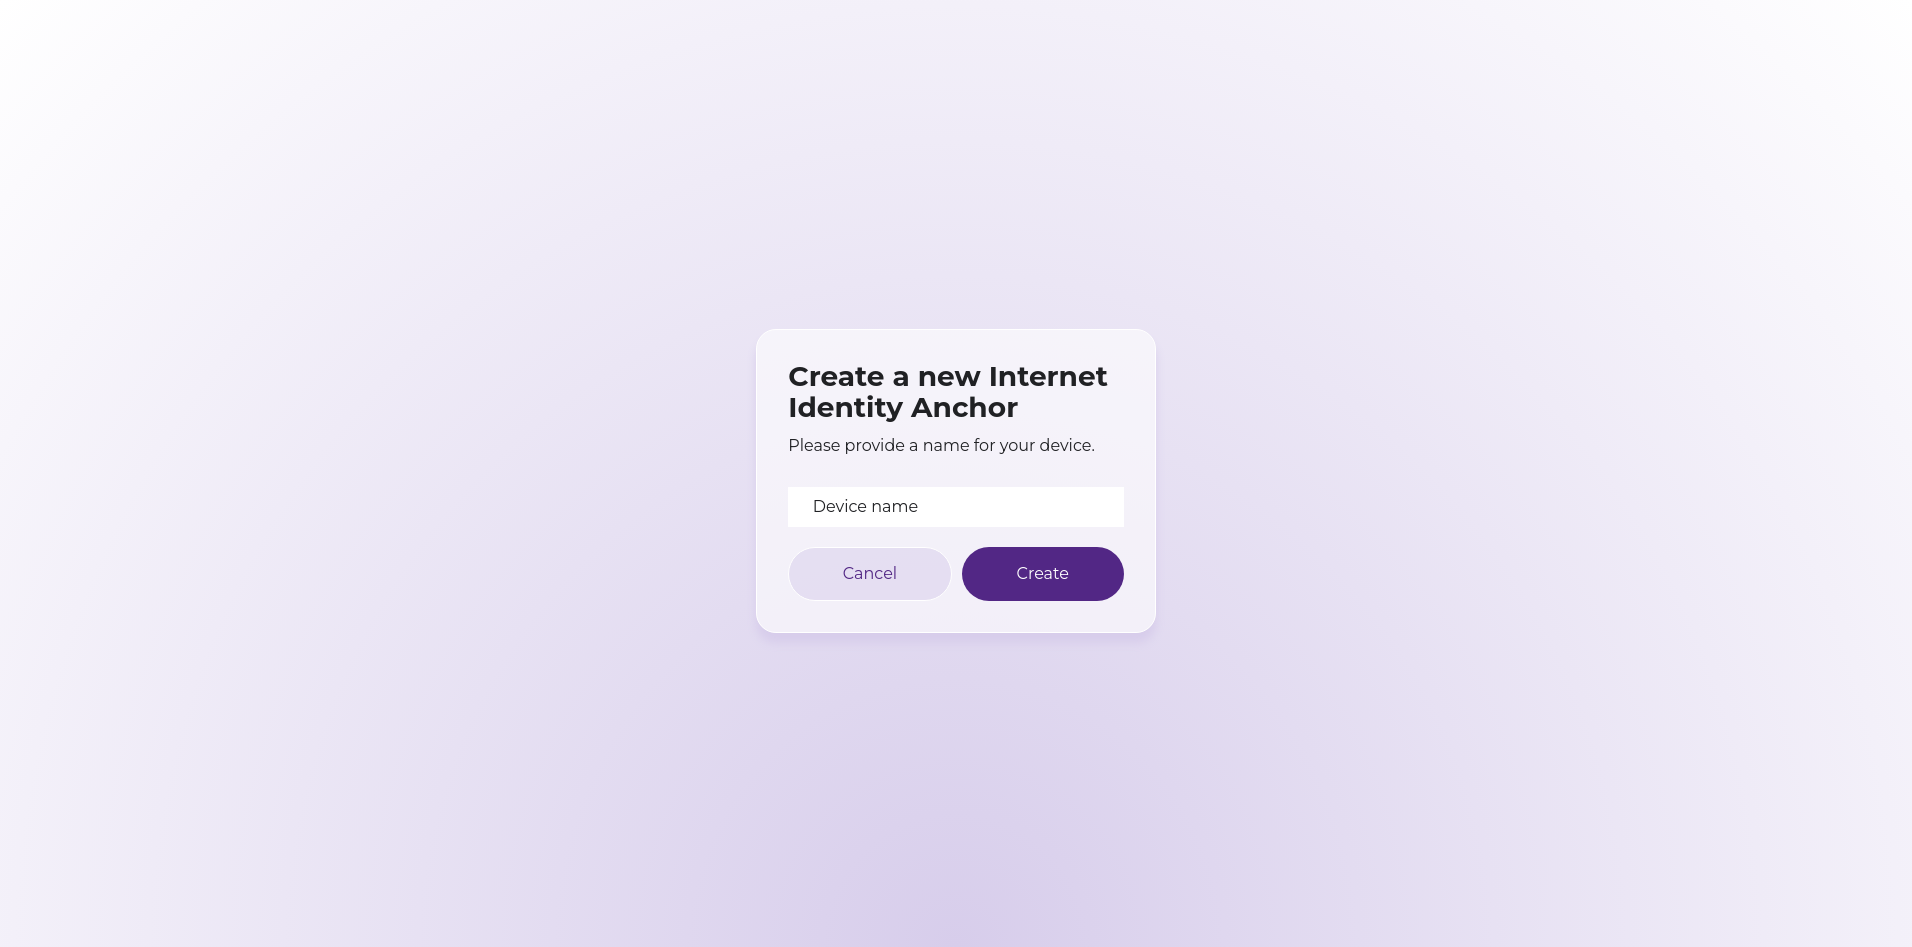 Create a new Internet
Identity Anchor
Please provide a name for your device.
Device name
Cancel
Create